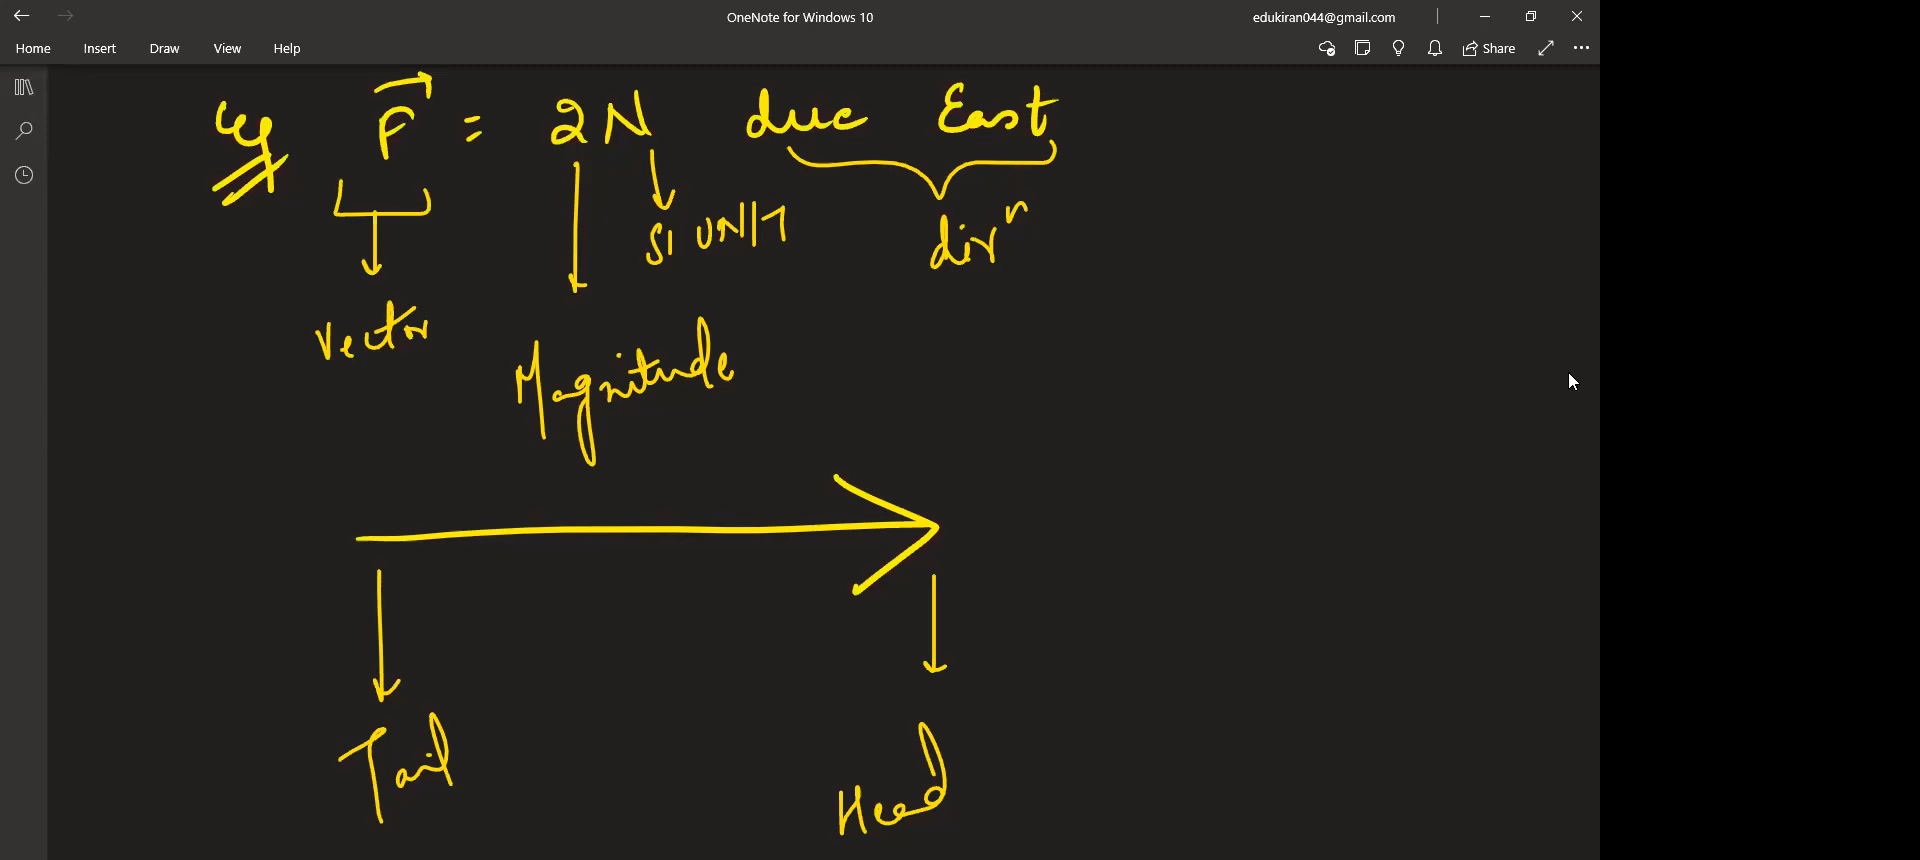 OneNote for Windows 10
edukiran044@gmail.com
Home Insert Draw View Help
Share
eg F = 2N due East
SI UNIT
dirⁿ
vector
Magnitude
Tail
Head